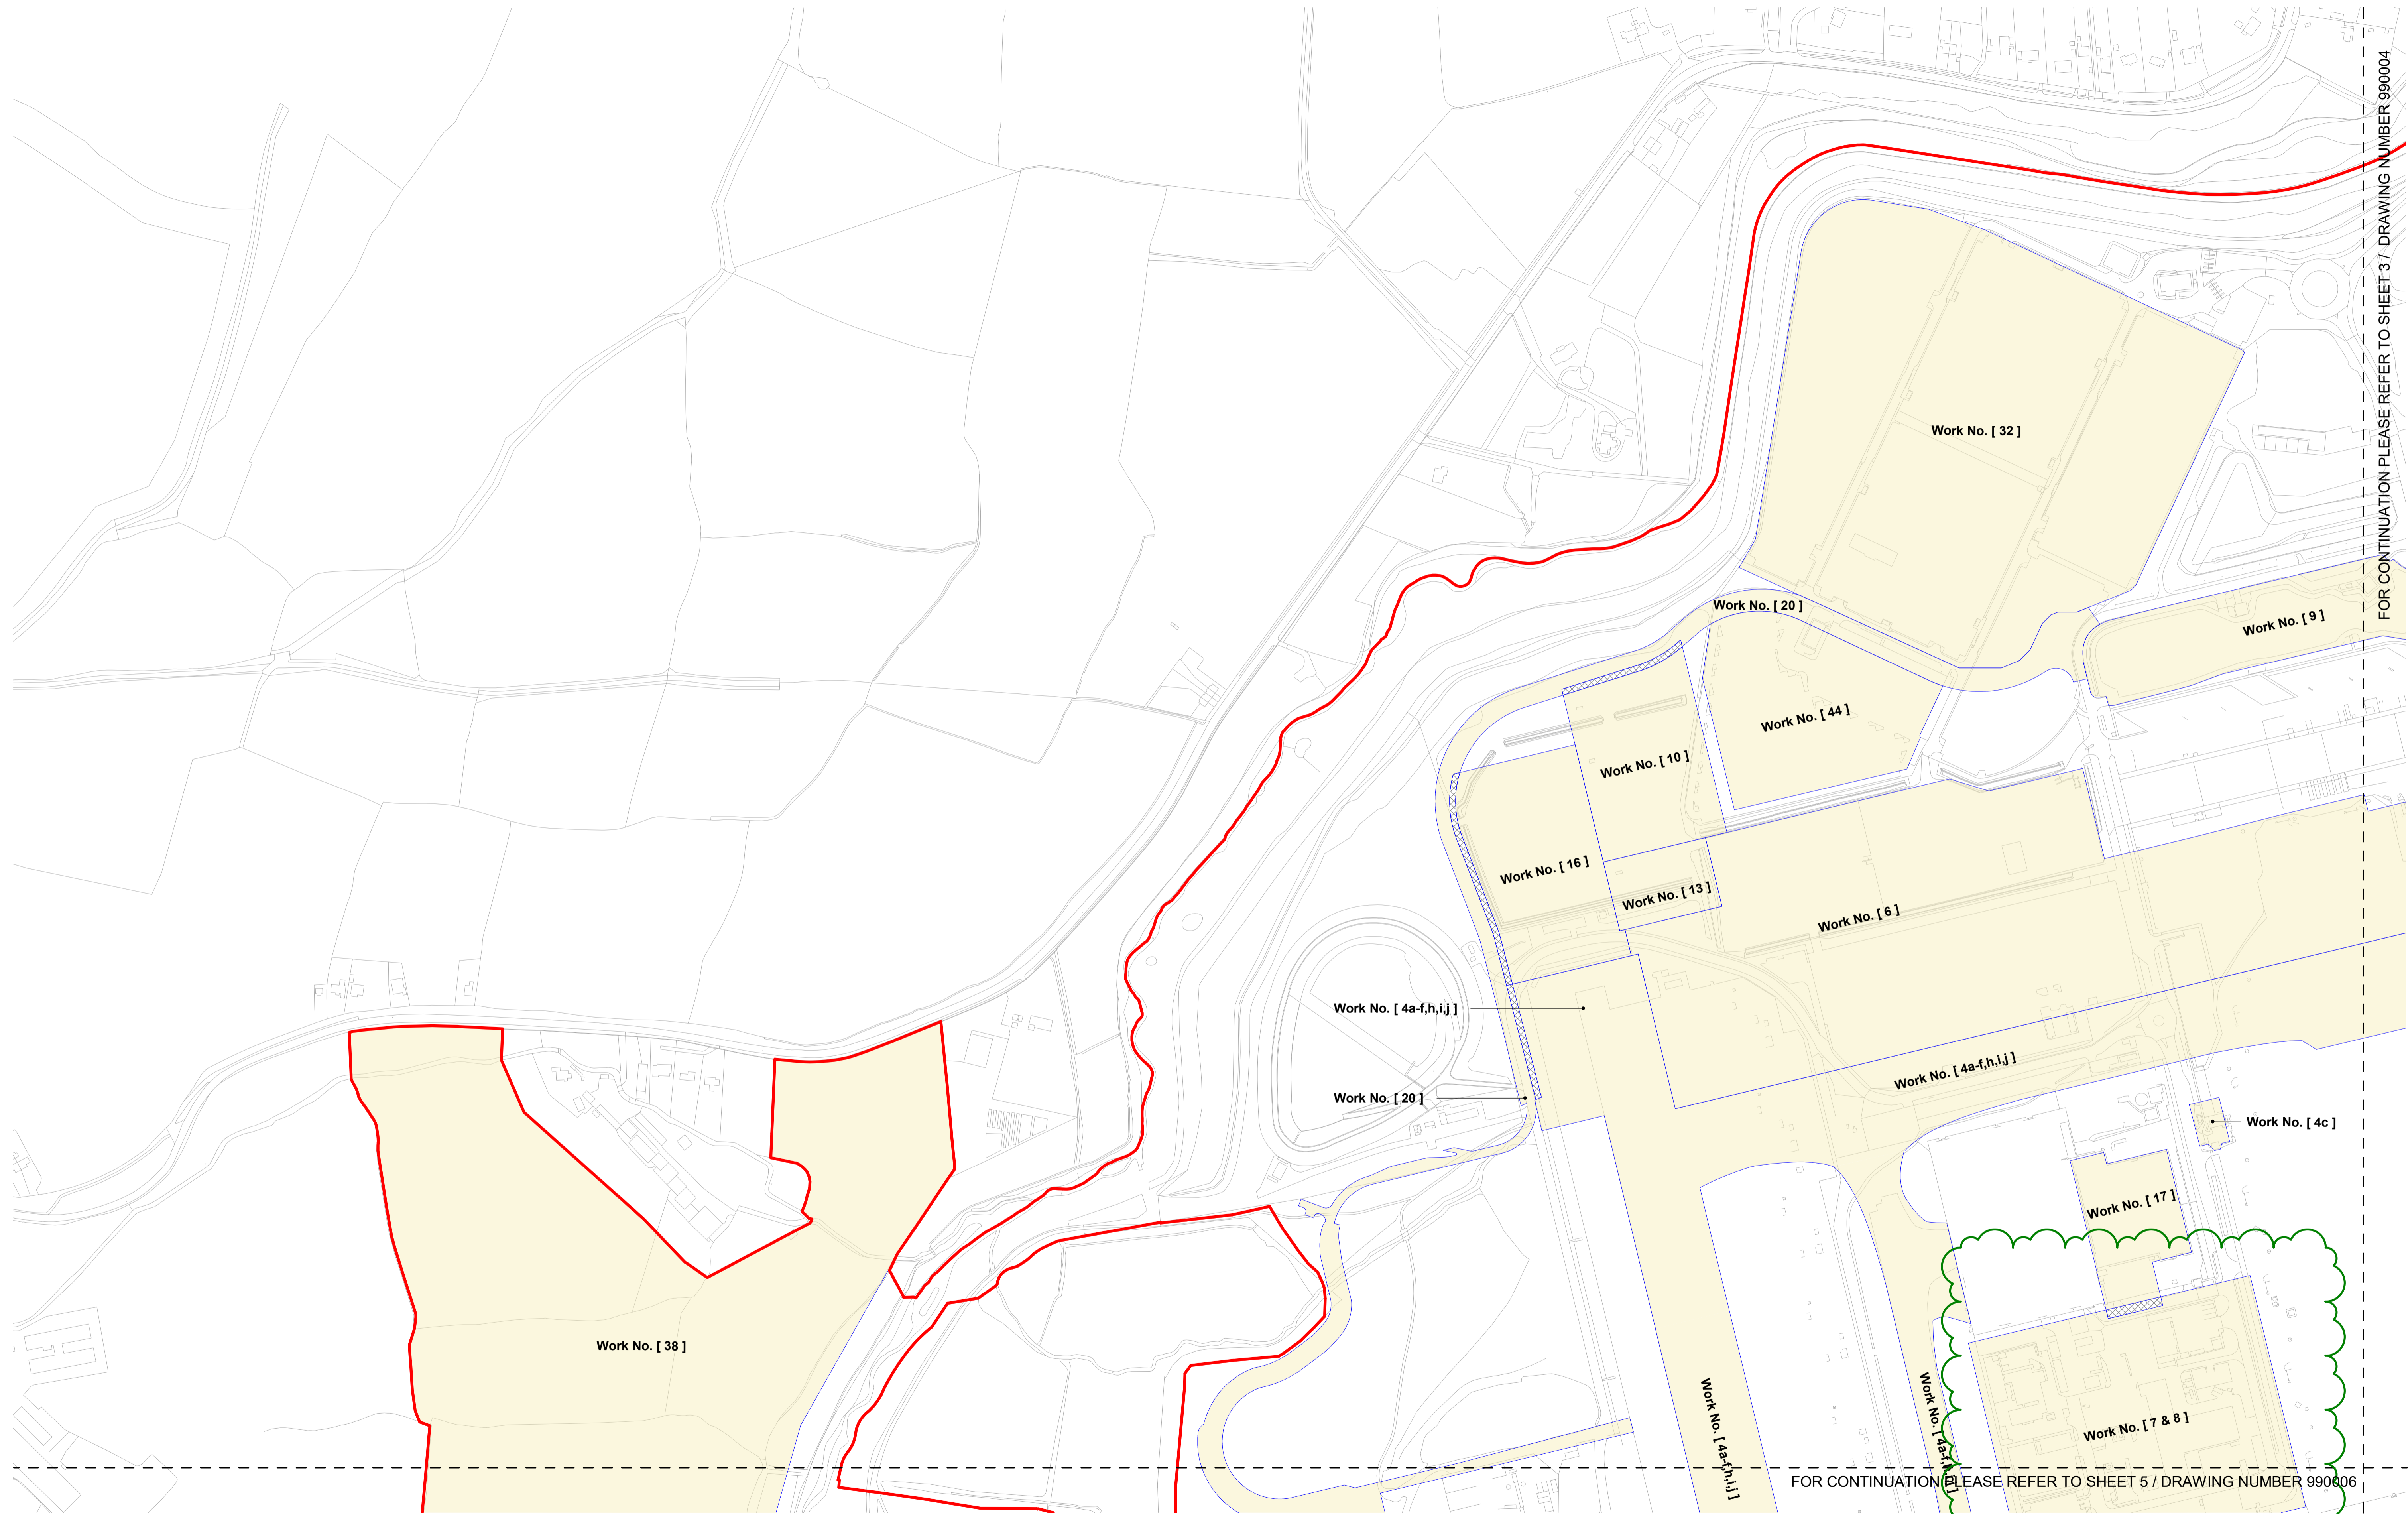 FOR CONTINUATION PLEASE REFER TO SHEET 3 / DRAWING NUMBER 990004
Work No. [ 32 ]
Work No. [ 20 ]
Work No. [ 9 ]
Work No. [ 44 ]
Work No. [ 10 ]
Work No. [ 16 ]
Work No. [ 13 ]
Work No. [ 6 ]
Work No. [ 4a-f,h,i,j ]
Work No. [ 4a-f,h,i,j ]
Work No. [ 20 ]
Work No. [ 4c ]
Work No. [ 17 ]
Work No. [ 38 ]
Work No. [ 4a-f,h,i,j ]
Work No. [ 4a-f,h,i,j ]
Work No. [ 7 & 8 ]
FOR CONTINUATION PLEASE REFER TO SHEET 5 / DRAWING NUMBER 990006